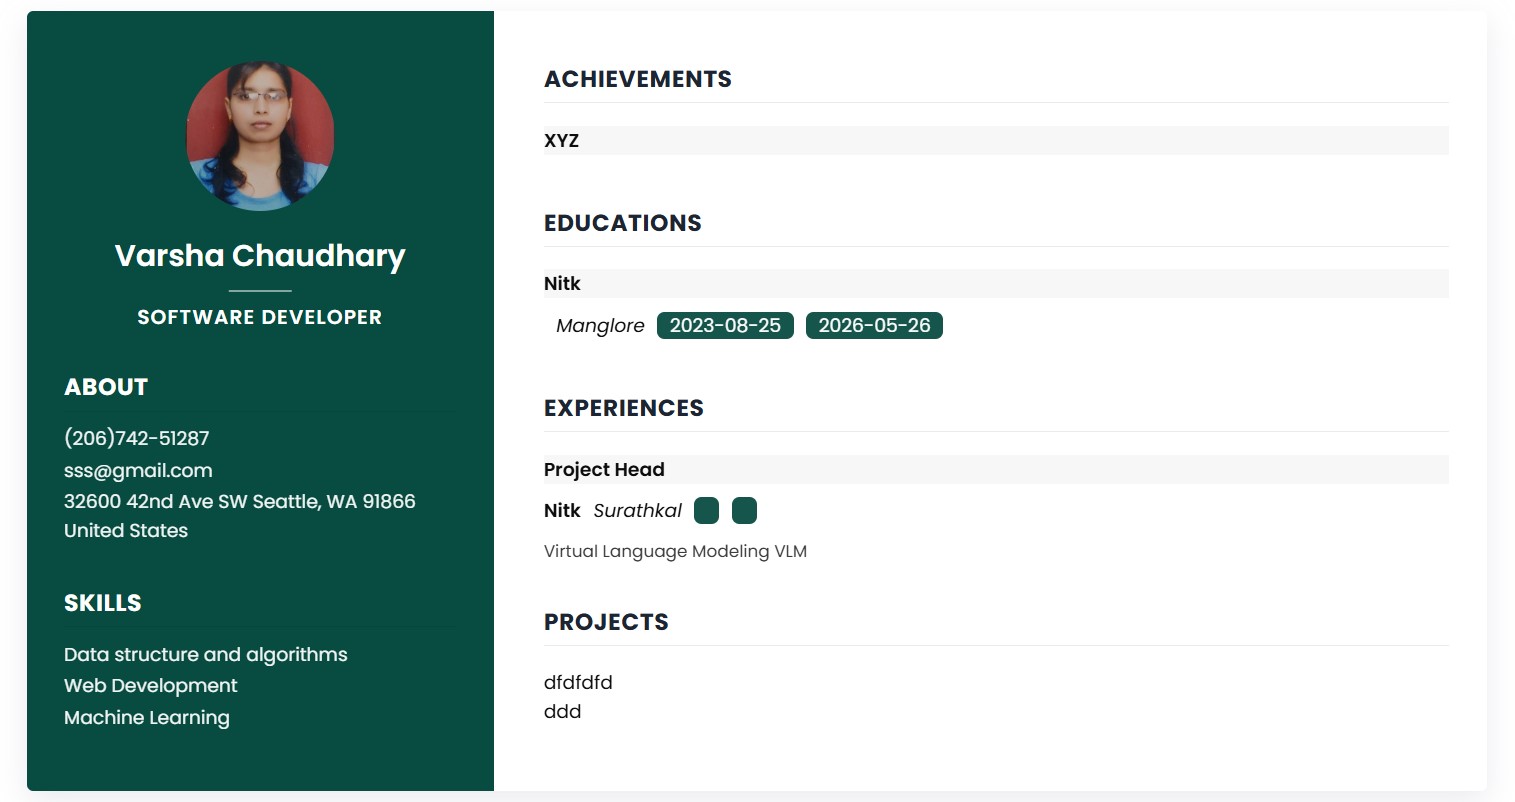 Varsha Chaudhary
SOFTWARE DEVELOPER
ABOUT
(206)742-51287
sss@gmail.com
32600 42nd Ave SW Seattle, WA 91866
United States
SKILLS
Data structure and algorithms
Web Development
Machine Learning
ACHIEVEMENTS
XYZ
EDUCATIONS
Nitk
Manglore 2023-08-25 2026-05-26
EXPERIENCES
Project Head
Nitk Surathkal
Virtual Language Modeling VLM
PROJECTS
dfdfdfd
ddd